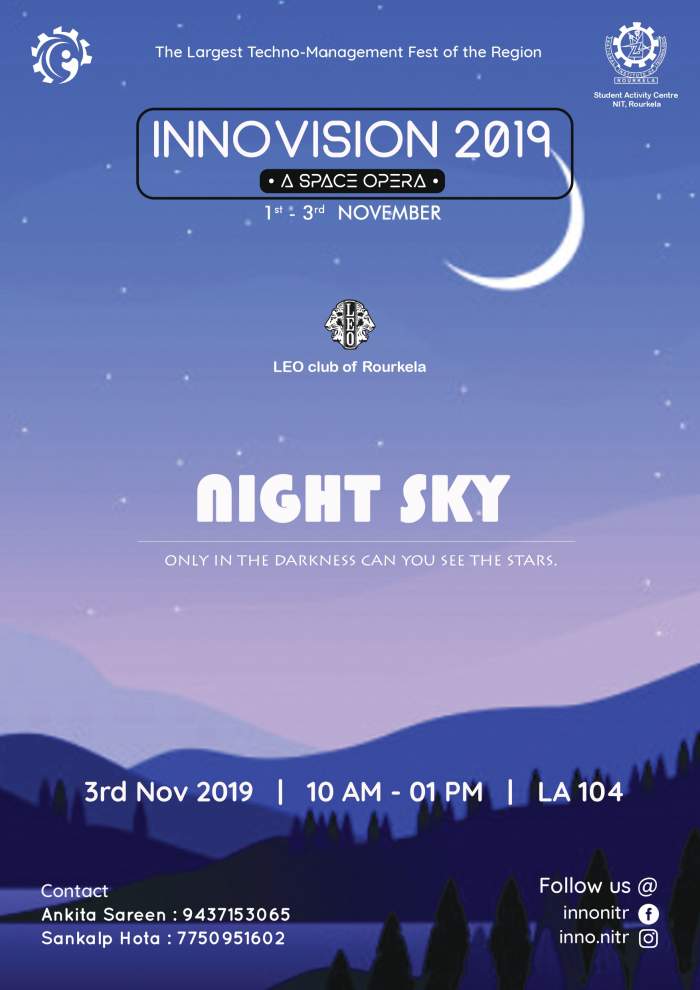 The Largest Techno-Management Fest of the Region
Student Activity Centre
NIT, Rourkela
INNOVISION 2019
• A SPACE OPERA •
1st - 3rd NOVEMBER
LEO
LEO club of Rourkela
NIGHT SKY
ONLY IN THE DARKNESS CAN YOU SEE THE STARS.
3rd Nov 2019 | 10 AM - 01 PM | LA 104
Contact
Ankita Sareen : 9437153065
Sankalp Hota : 7750951602
Follow us @
innonitr
inno.nitr